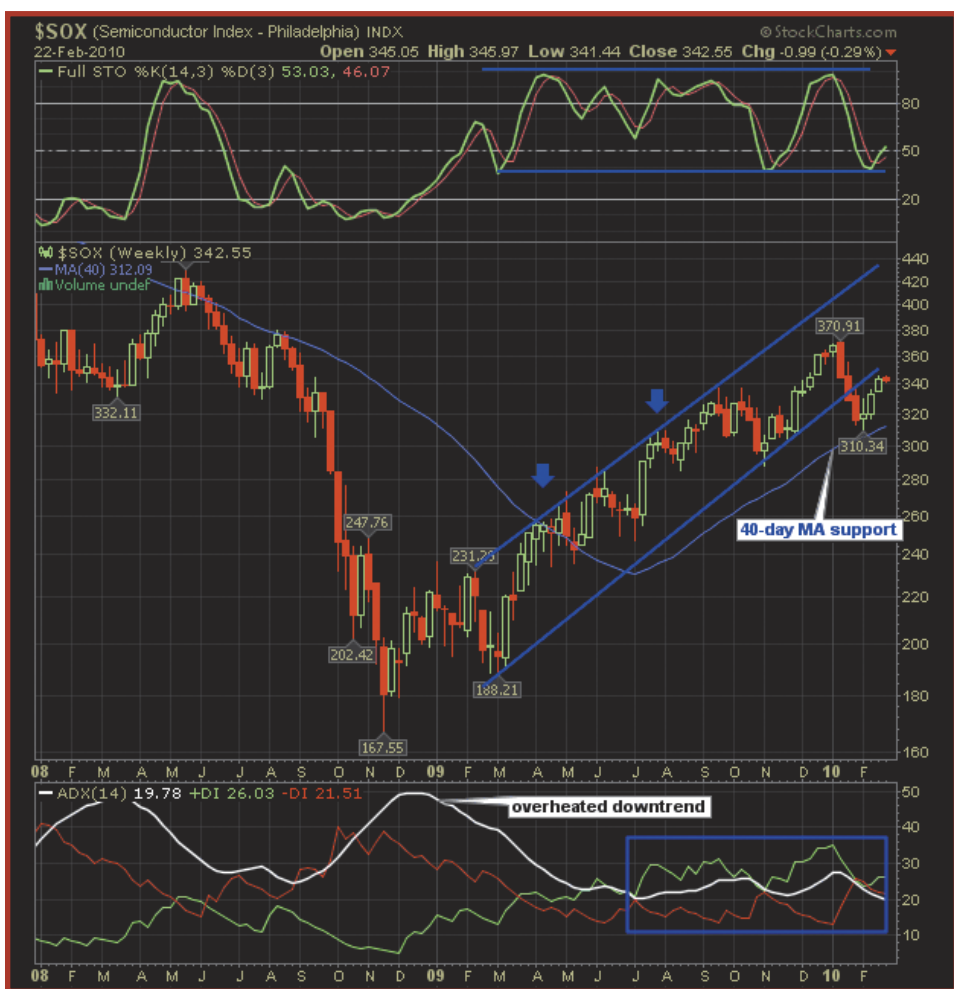 $SOX (Semiconductor Index - Philadelphia) INDX
© StockCharts.com
22-Feb-2010
Open 345.05 High 345.97 Low 341.44 Close 342.55 Chg -0.99 (-0.29%)
Full STO %K(14,3) %D(3) 53.03, 46.07
80
50
20
$SOX (Weekly) 342.55
MA(40) 312.09
Volume undef
440
420
400
380
360
340
320
300
280
260
240
220
200
180
160
370.91
332.11
310.34
40-day MA support
247.76
202.42
188.21
167.55
08 F M A M J J A S O N D 09 F M A M J J A S O N D 10 F
ADX(14) 19.78 +DI 26.03 -DI 21.51
overheated downtrend
50
40
30
20
10
08 F M A M J J A S O N D 09 F M A M J J A S O N D 10 F